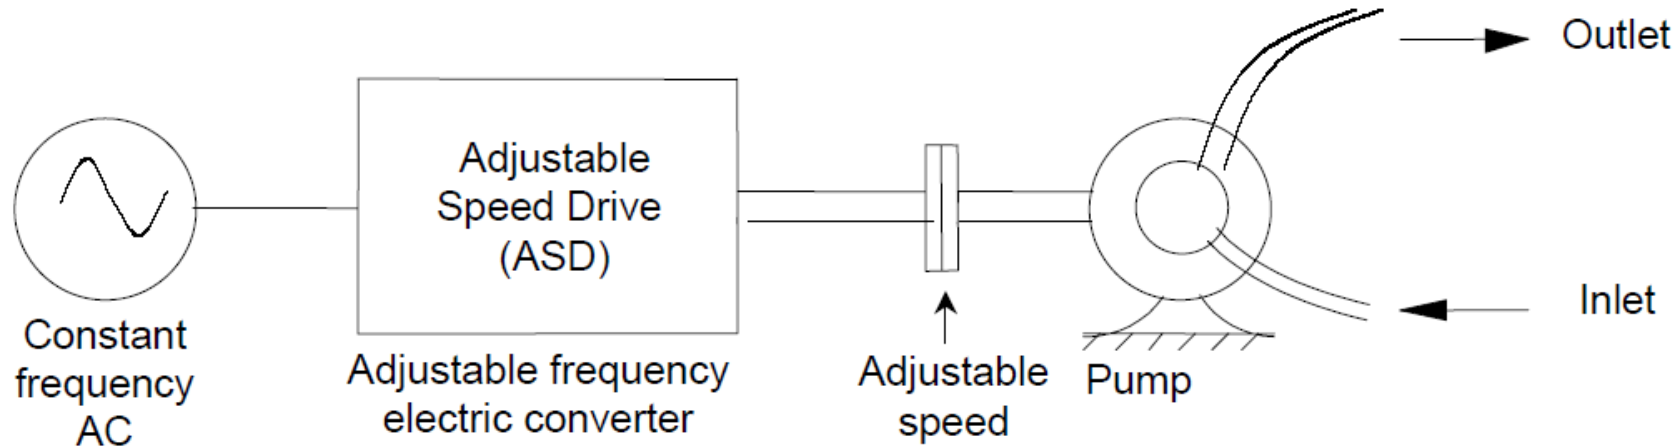 Outlet
Adjustable
Speed Drive
(ASD)
Inlet
Constant
frequency
AC
Adjustable frequency
electric converter
Adjustable
speed
Pump